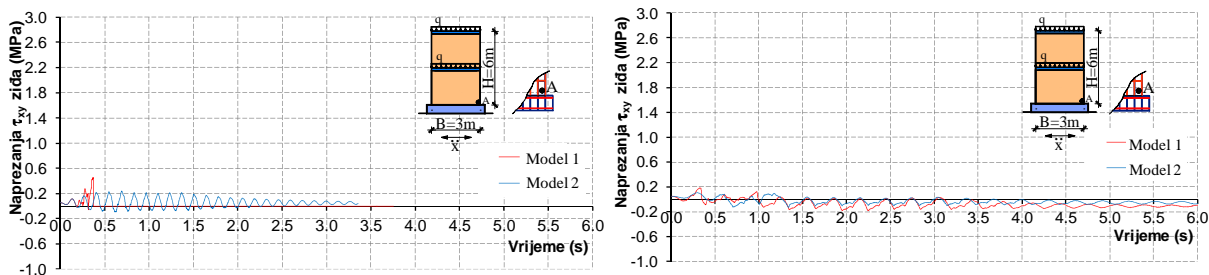 Naprezanja τxy ziđa (MPa)
3.0
2.6
2.2
1.8
1.4
1.0
0.6
0.2
-0.2
-0.6
-1.0
0.0 0.5 1.0 1.5 2.0 2.5 3.0 3.5 4.0 4.5 5.0 5.5 6.0
Vrijeme (s)
q
q
H=6m
A
B=3m
ẍ
A
Model 1
Model 2
Naprezanja τxy ziđa (MPa)
3.0
2.6
2.2
1.8
1.4
1.0
0.6
0.2
-0.2
-0.6
-1.0
0.0 0.5 1.0 1.5 2.0 2.5 3.0 3.5 4.0 4.5 5.0 5.5 6.0
Vrijeme (s)
q
q
H=6m
A
B=3m
ẍ
A
Model 1
Model 2